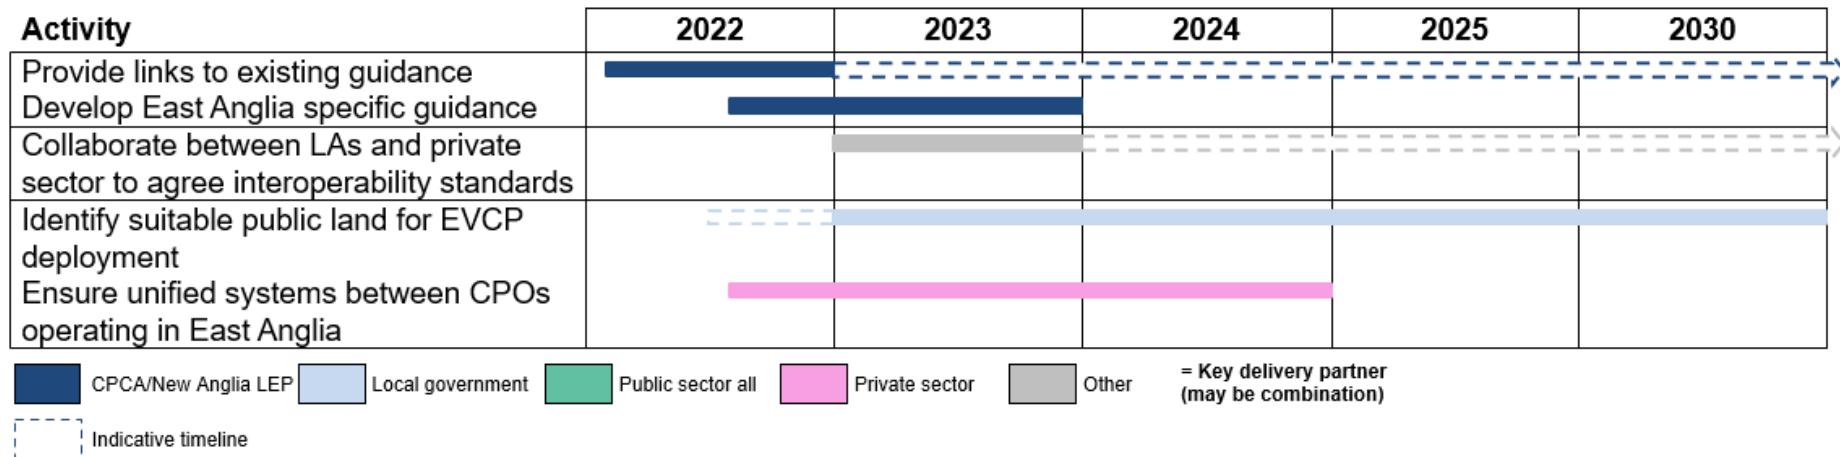 Activity 2022 2023 2024 2025 2030
Provide links to existing guidance
Develop East Anglia specific guidance
Collaborate between LAs and private
sector to agree interoperability standards
Identify suitable public land for EVCP
deployment
Ensure unified systems between CPOs
operating in East Anglia
CPCA/New Anglia LEP Local government Public sector all Private sector Other = Key delivery partner
(may be combination)
Indicative timeline